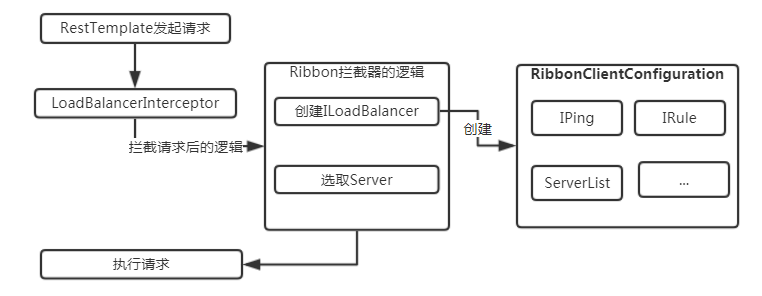 RestTemplate发起请求
LoadBalancerInterceptor
拦截请求后的逻辑
Ribbon拦截器的逻辑
创建ILoadBalancer
选取Server
创建
RibbonClientConfiguration
IPing
IRule
ServerList
...
执行请求